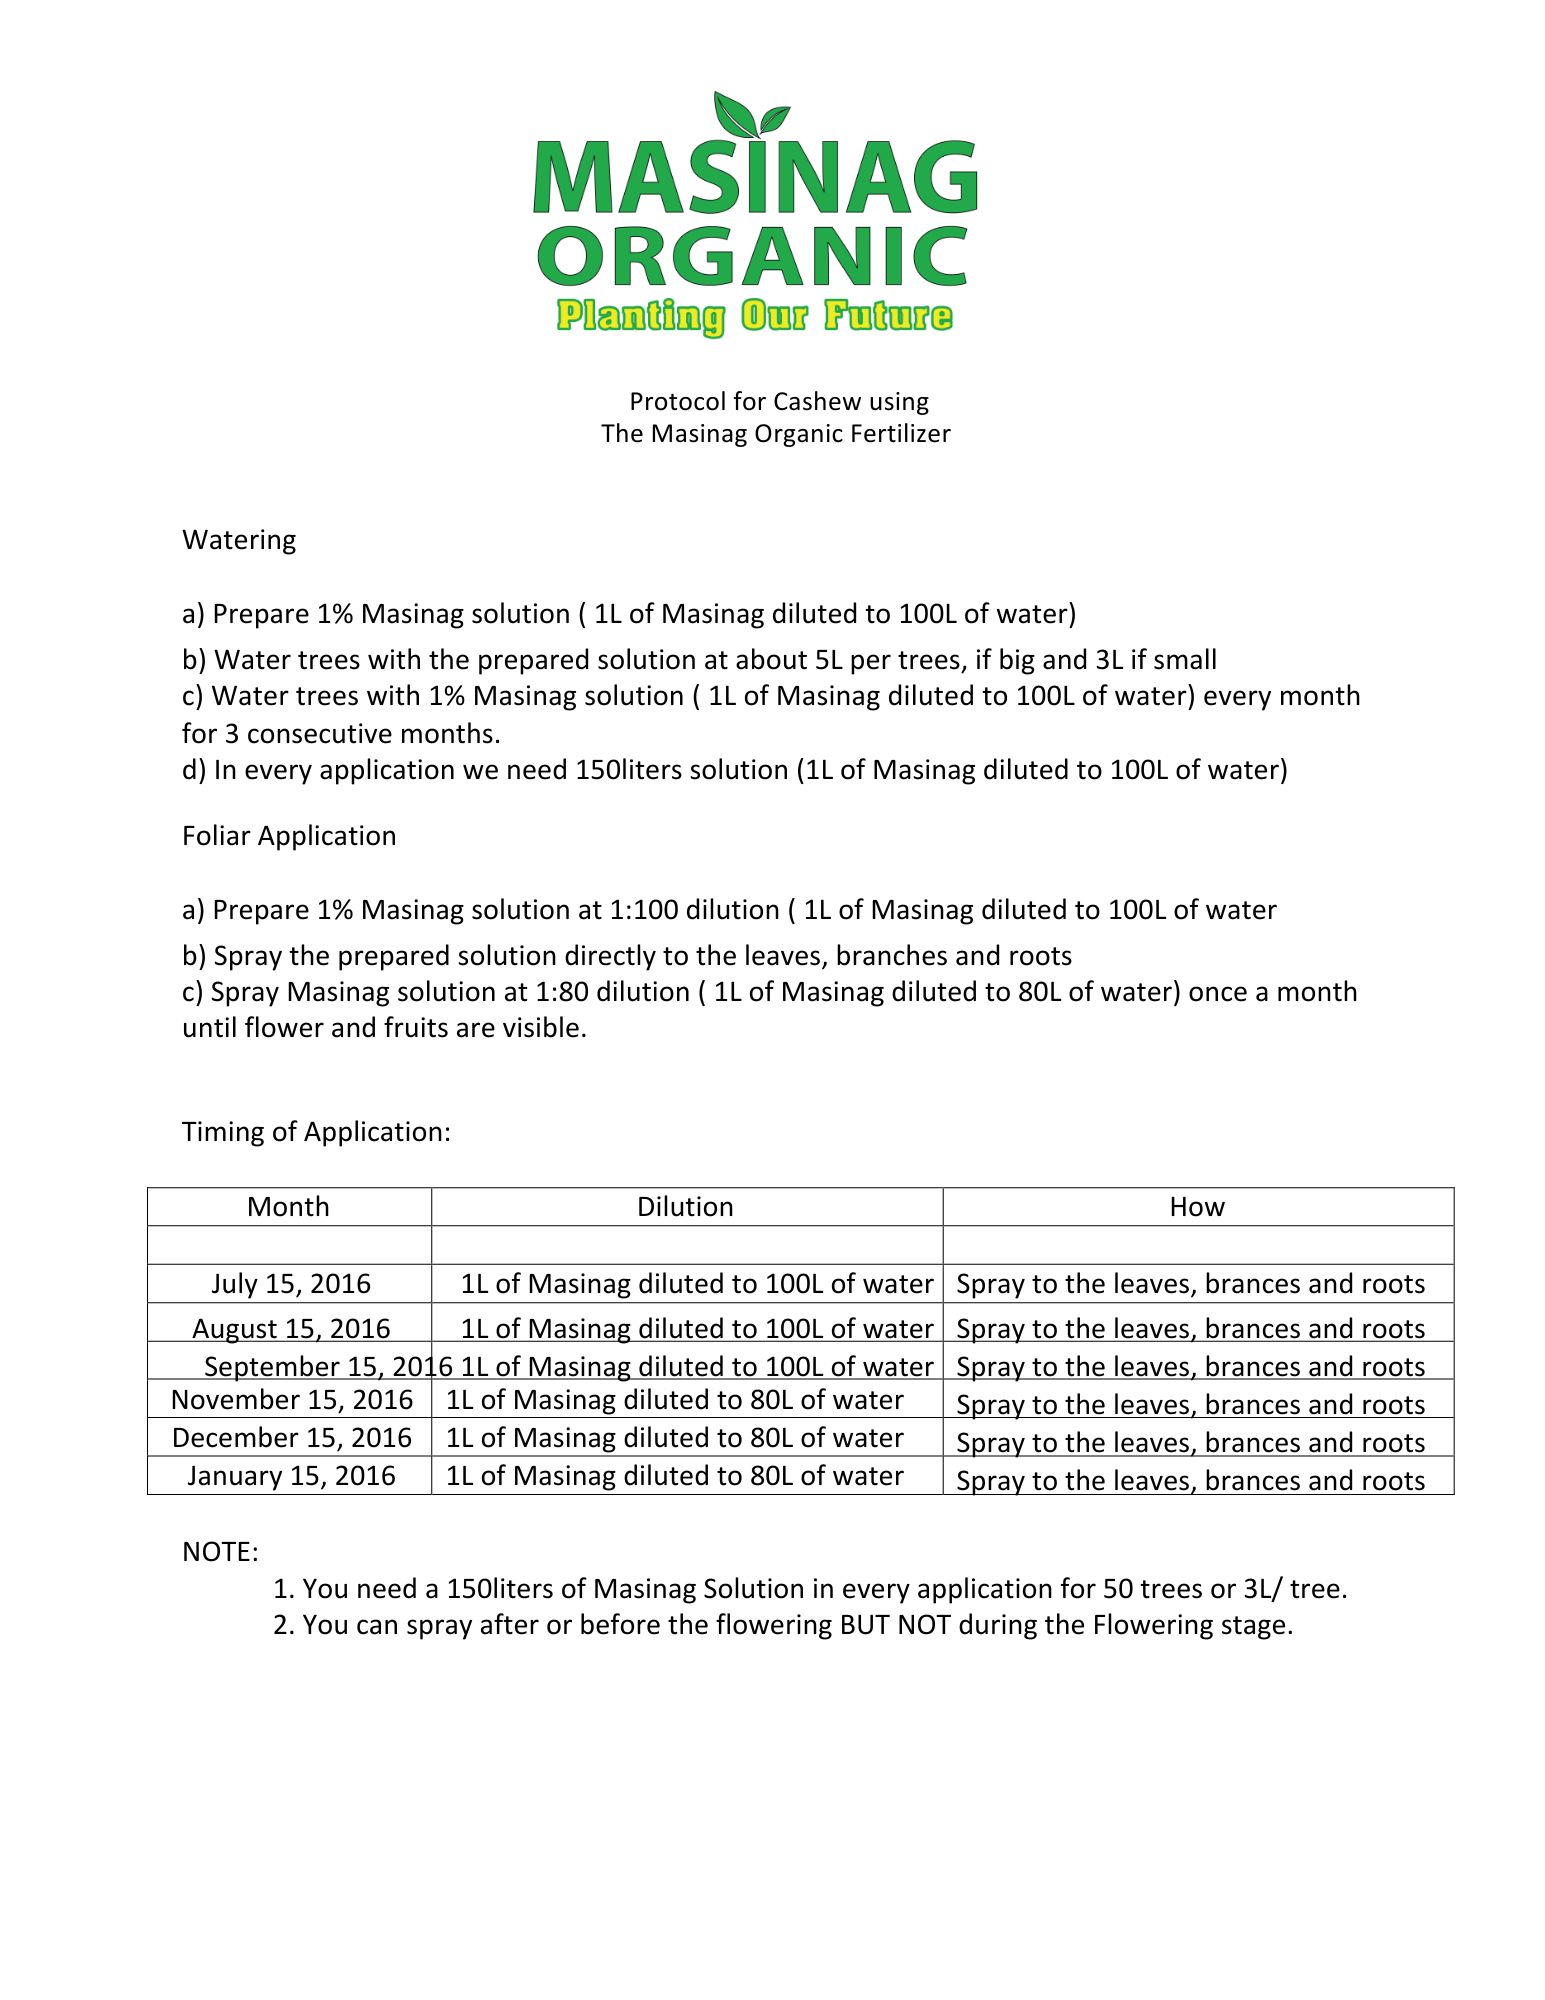 MASINAG
ORGANIC
Planting Our Future
Protocol for Cashew using
The Masinag Organic Fertilizer
Watering
a) Prepare 1% Masinag solution ( 1L of Masinag diluted to 100L of water)
b) Water trees with the prepared solution at about 5L per trees, if big and 3L if small
c) Water trees with 1% Masinag solution ( 1L of Masinag diluted to 100L of water) every month
for 3 consecutive months.
d) In every application we need 150liters solution (1L of Masinag diluted to 100L of water)
Foliar Application
a) Prepare 1% Masinag solution at 1:100 dilution ( 1L of Masinag diluted to 100L of water
b) Spray the prepared solution directly to the leaves, branches and roots
c) Spray Masinag solution at 1:80 dilution ( 1L of Masinag diluted to 80L of water) once a month
until flower and fruits are visible.
Timing of Application:
Month Dilution How
July 15, 2016 1L of Masinag diluted to 100L of water Spray to the leaves, brances and roots
August 15, 2016 1L of Masinag diluted to 100L of water Spray to the leaves, brances and roots
September 15, 2016 1L of Masinag diluted to 100L of water Spray to the leaves, brances and roots
November 15, 2016 1L of Masinag diluted to 80L of water Spray to the leaves, brances and roots
December 15, 2016 1L of Masinag diluted to 80L of water Spray to the leaves, brances and roots
January 15, 2016 1L of Masinag diluted to 80L of water Spray to the leaves, brances and roots
NOTE:
1. You need a 150liters of Masinag Solution in every application for 50 trees or 3L/ tree.
2. You can spray after or before the flowering BUT NOT during the Flowering stage.